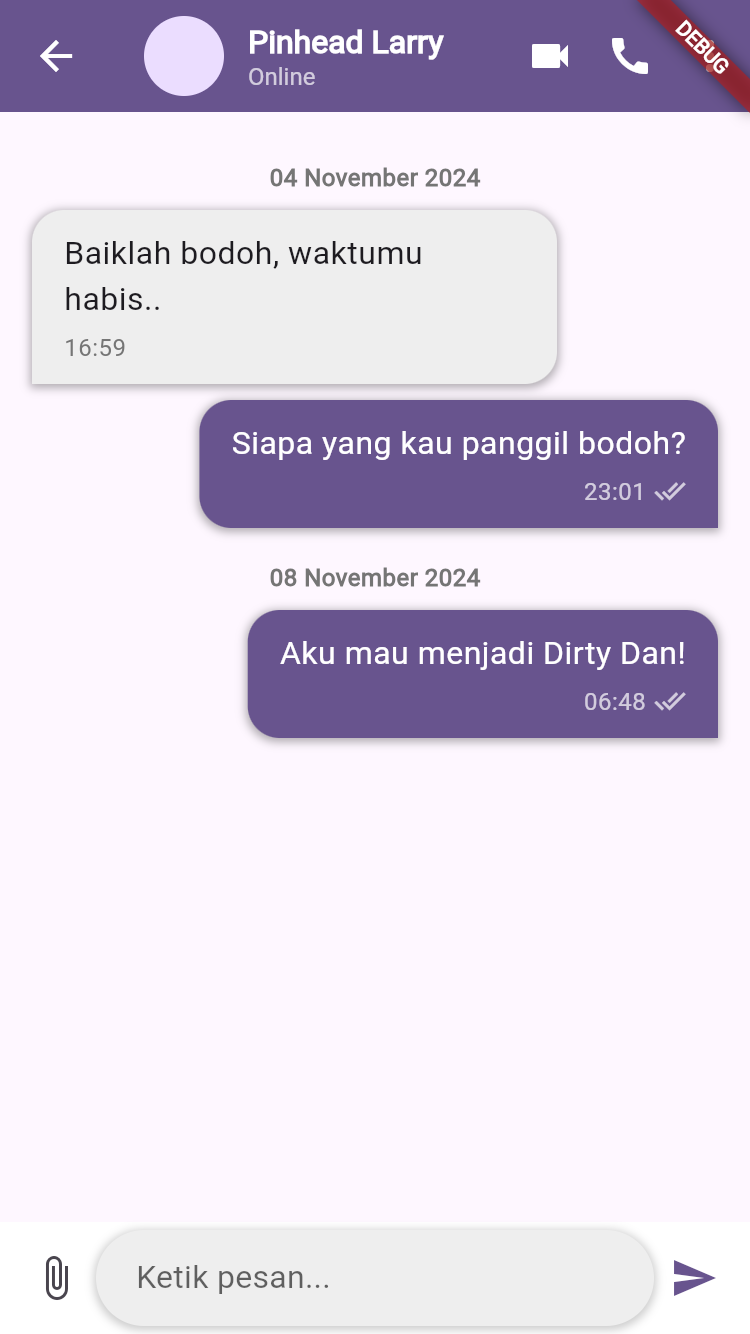 Pinhead Larry
Online
DEBUG
04 November 2024
Baiklah bodoh, waktumu
habis..
16:59
Siapa yang kau panggil bodoh?
23:01
08 November 2024
Aku mau menjadi Dirty Dan!
06:48
Ketik pesan...